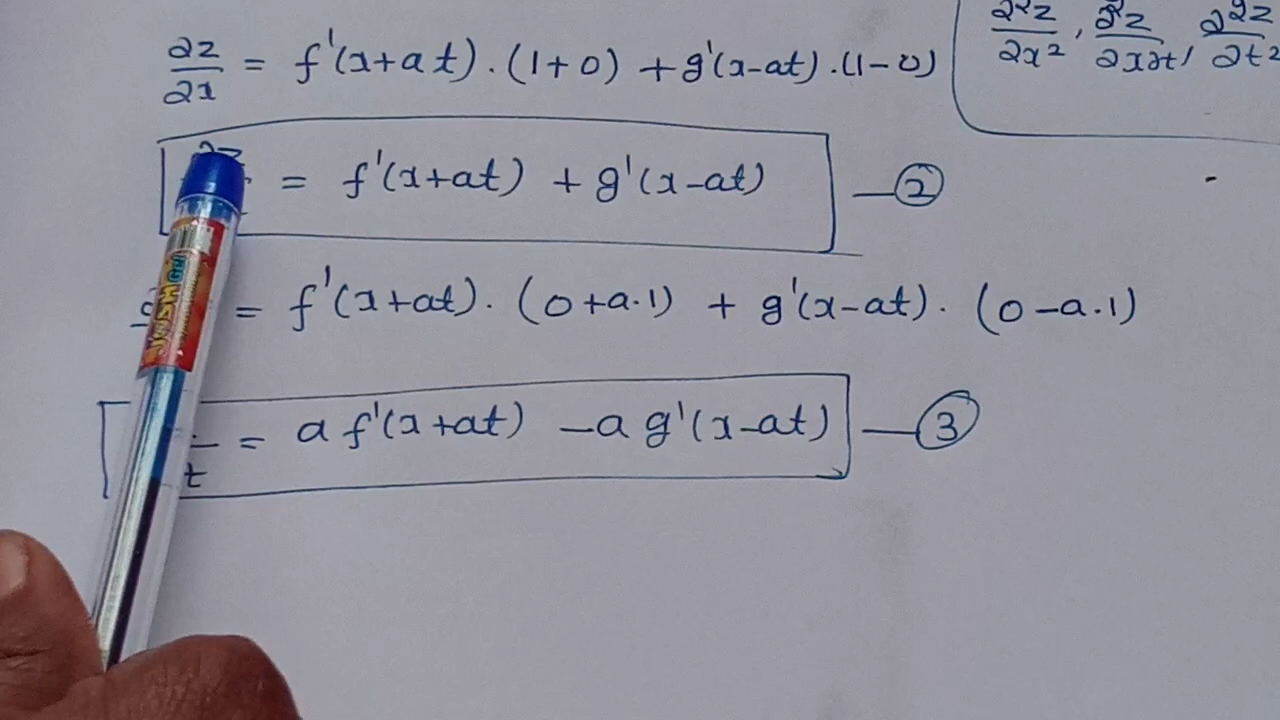 ∂z/∂x = f'(x+at).(1+0) + g'(x-at).(1-0)
∂²z/∂x², ∂²z/∂x∂t, ∂²z/∂t²
= f'(x+at) + g'(x-at) —②
= f'(x+at). (0+a.1) + g'(x-at). (0-a.1)
t = a f'(x+at) -a g'(x-at) —③